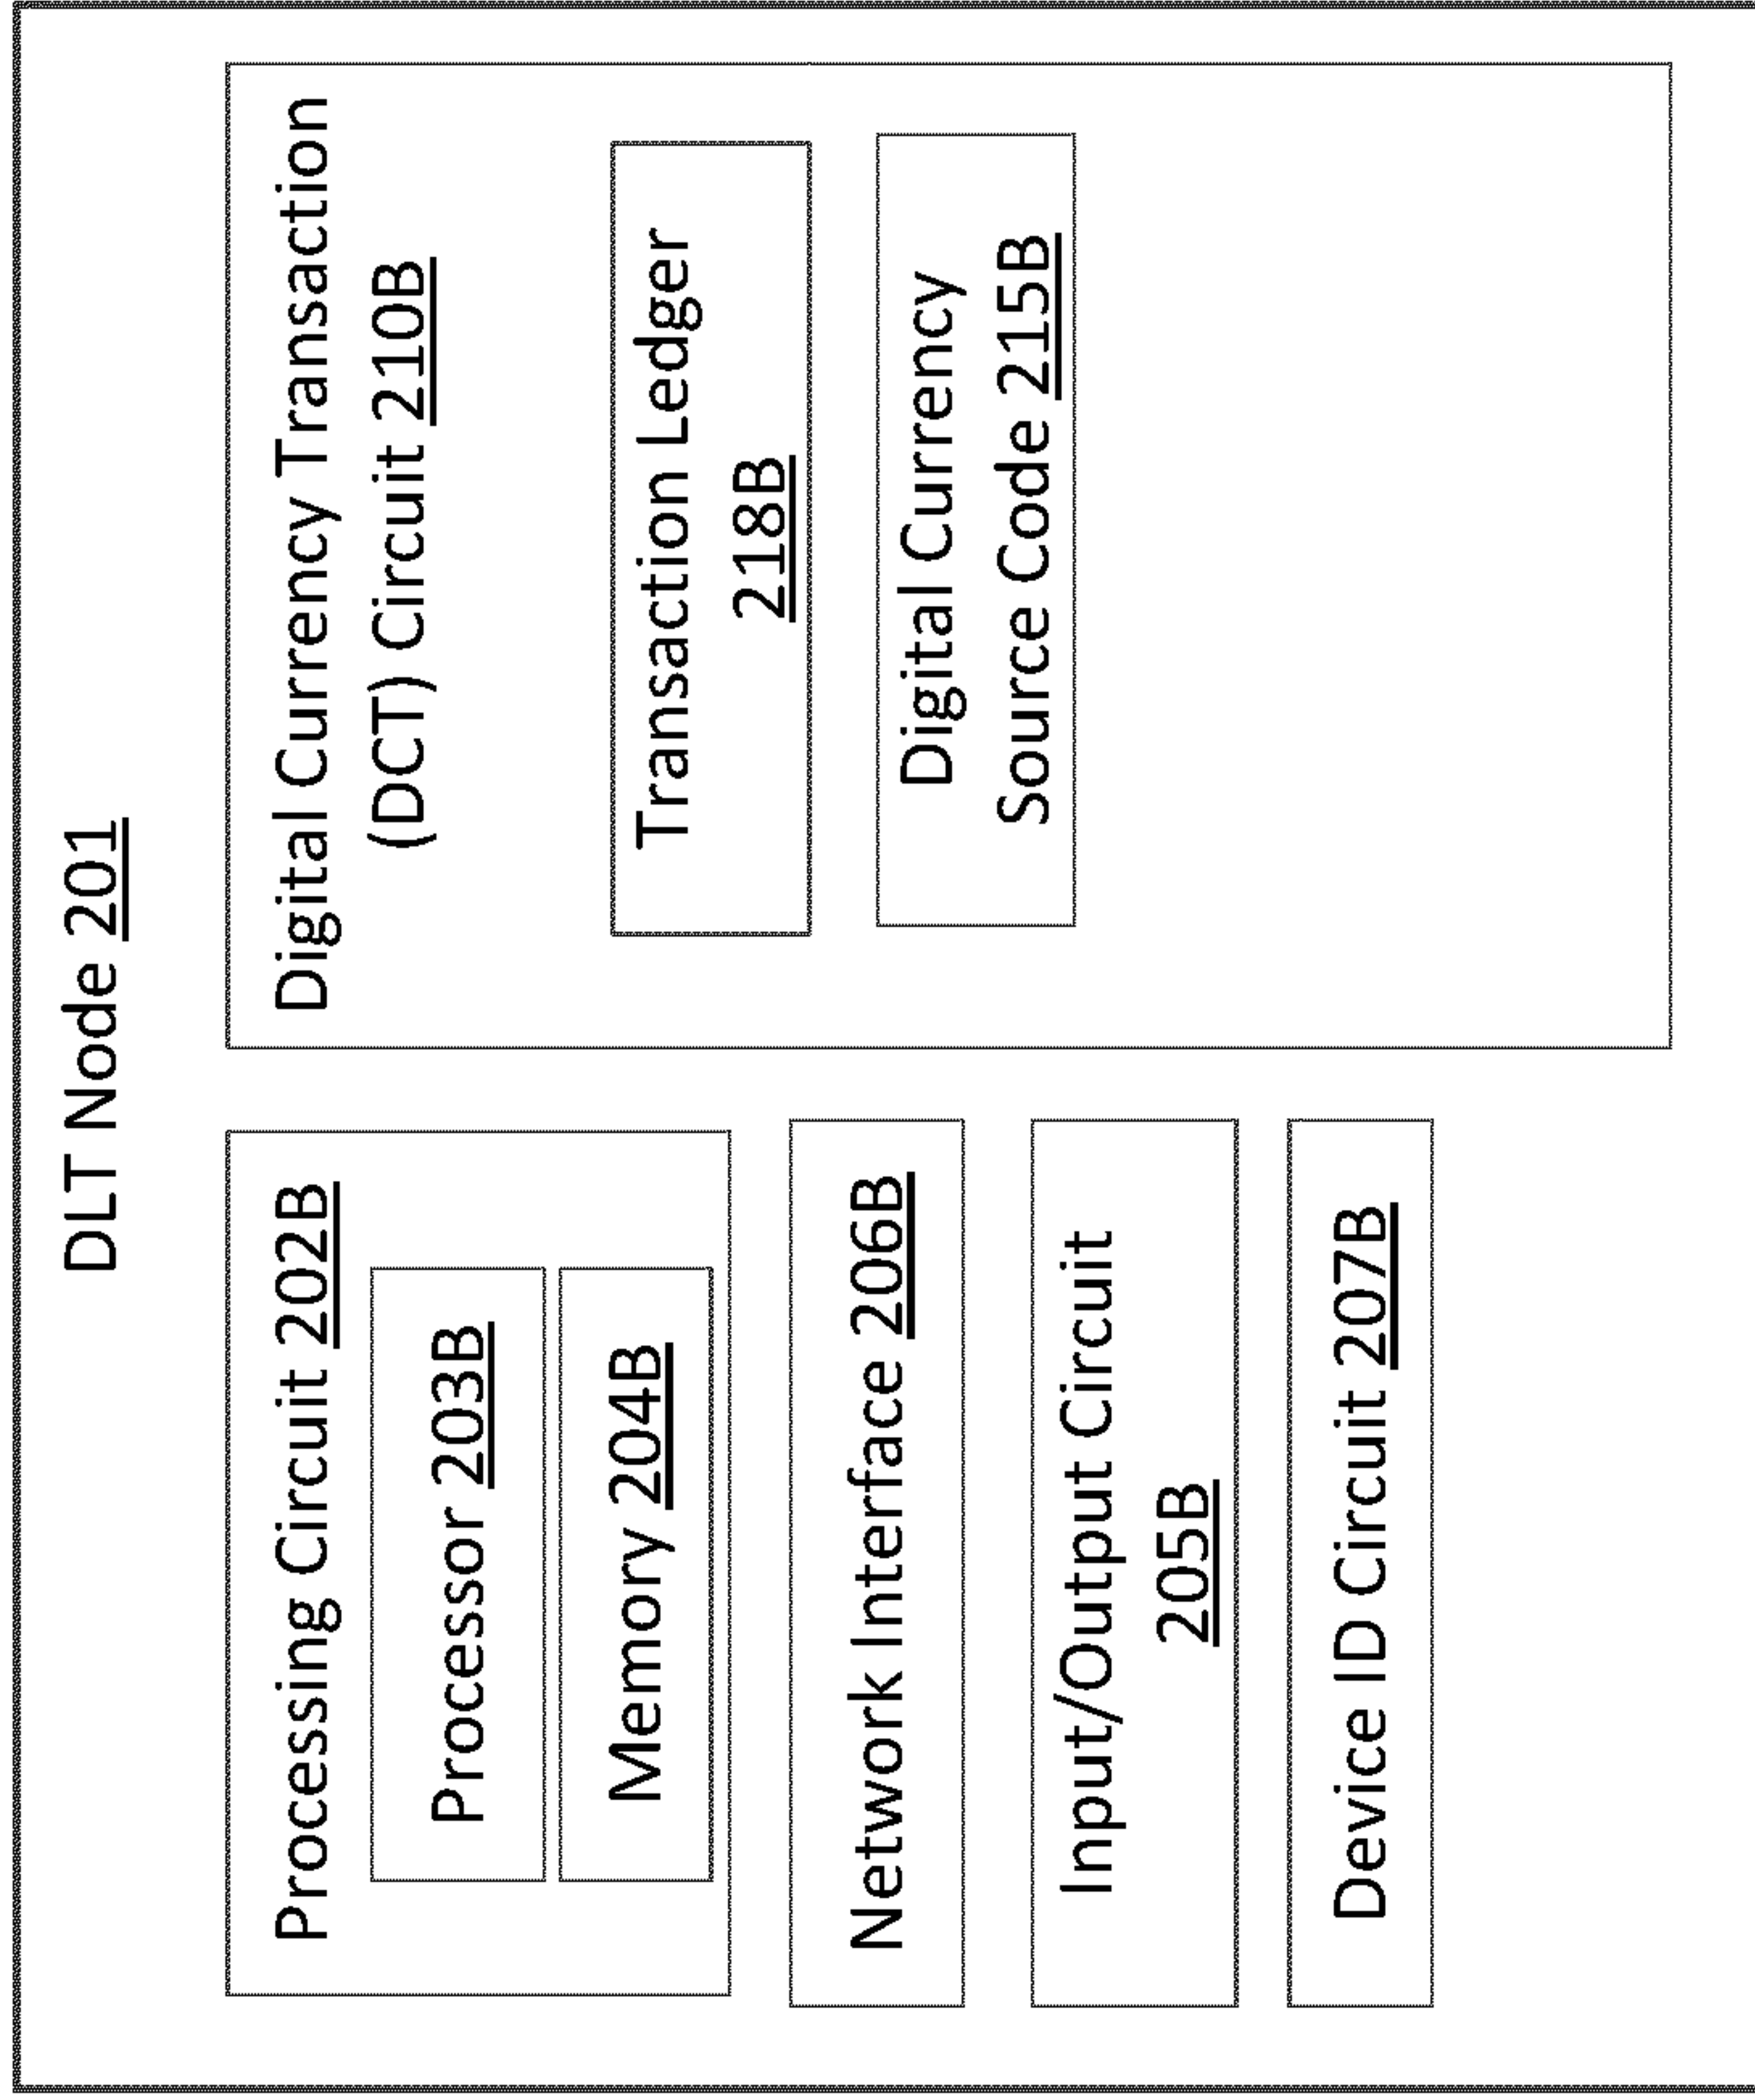 DLT Node 201
Processing Circuit 202B
Processor 203B
Memory 204B
Network Interface 206B
Input/Output Circuit
205B
Device ID Circuit 207B
Digital Currency Transaction
(DCT) Circuit 210B
Transaction Ledger
218B
Digital Currency
Source Code 215B